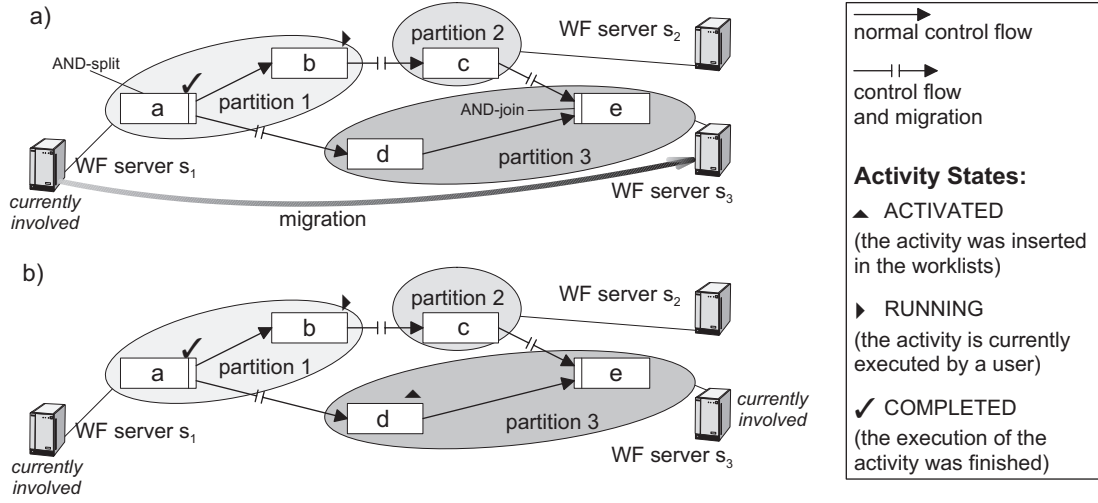 a)
WF server s2
partition 2
b
c
AND-split
partition 1
AND-join
a
e
d
partition 3
WF server s1
WF server s3
currently
involved
migration
b)
WF server s2
partition 2
b
c
partition 1
a
e
d
partition 3
currently
involved
WF server s1
WF server s3
currently
involved
normal control flow
control flow
and migration
Activity States:
ACTIVATED
(the activity was inserted
in the worklists)
RUNNING
(the activity is currently
executed by a user)
COMPLETED
(the execution of the
activity was finished)